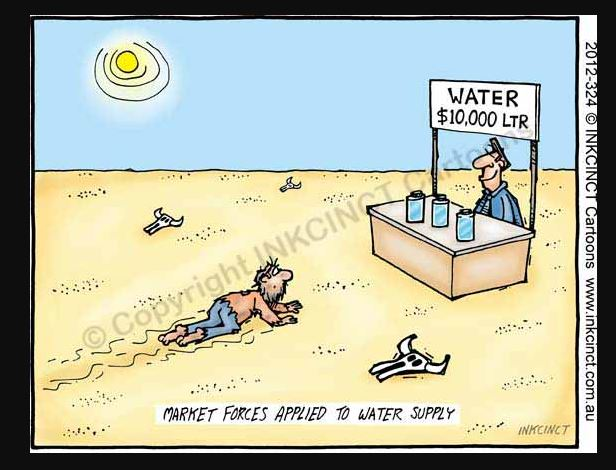 WATER
$10,000 LTR
© Copyright INKCINCT Cartoons
MARKET FORCES APPLIED TO WATER SUPPLY
INKCINCT
2012-324 © INKCINCT Cartoons www.inkcinct.com.au